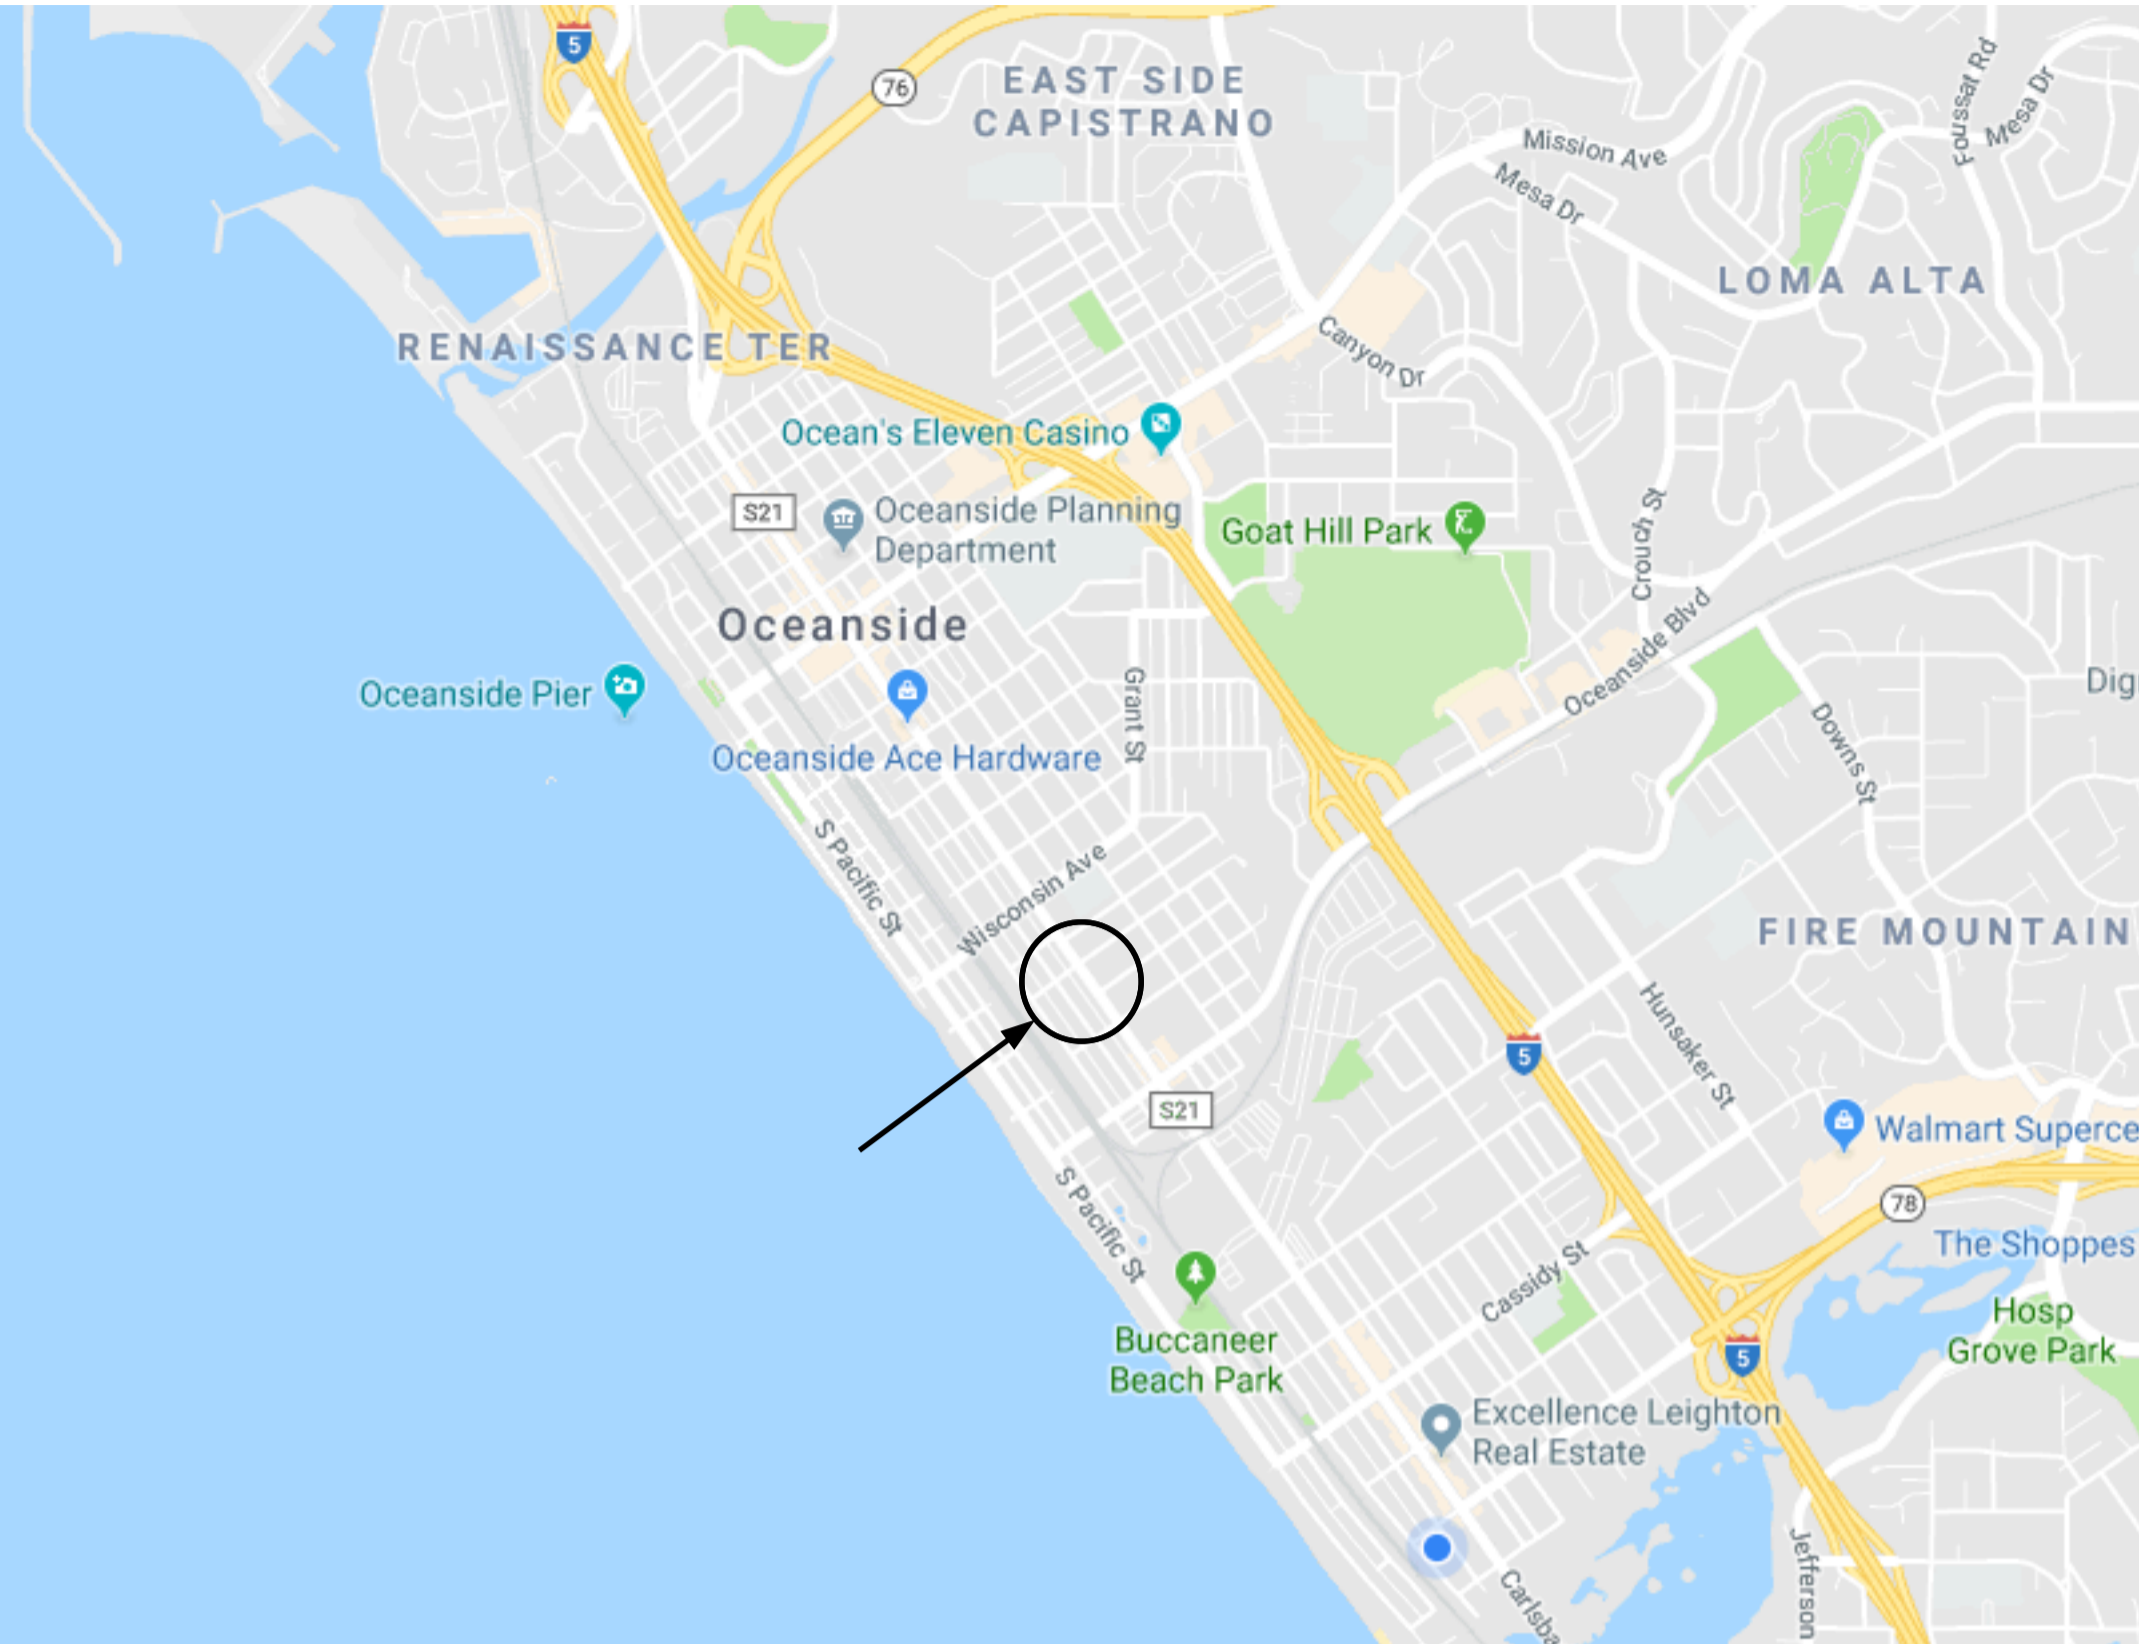 5
76
EAST SIDE
CAPISTRANO
Foussat Rd
Mesa Dr
Mission Ave
Mesa Dr
LOMA ALTA
RENAISSANCE TER
Canyon Dr
Ocean's Eleven Casino
S21
Oceanside Planning
Department
Goat Hill Park
Crouch St
Oceanside
Oceanside Blvd
Oceanside Pier
Grant St
Dig
Downs St
Oceanside Ace Hardware
S Pacific St
Wisconsin Ave
FIRE MOUNTAIN
Hunsaker St
5
S21
Walmart Superce
S Pacific St
78
The Shoppes
Cassidy St
Hosp
Grove Park
Buccaneer
Beach Park
5
Excellence Leighton
Real Estate
Jefferson
Carlsba